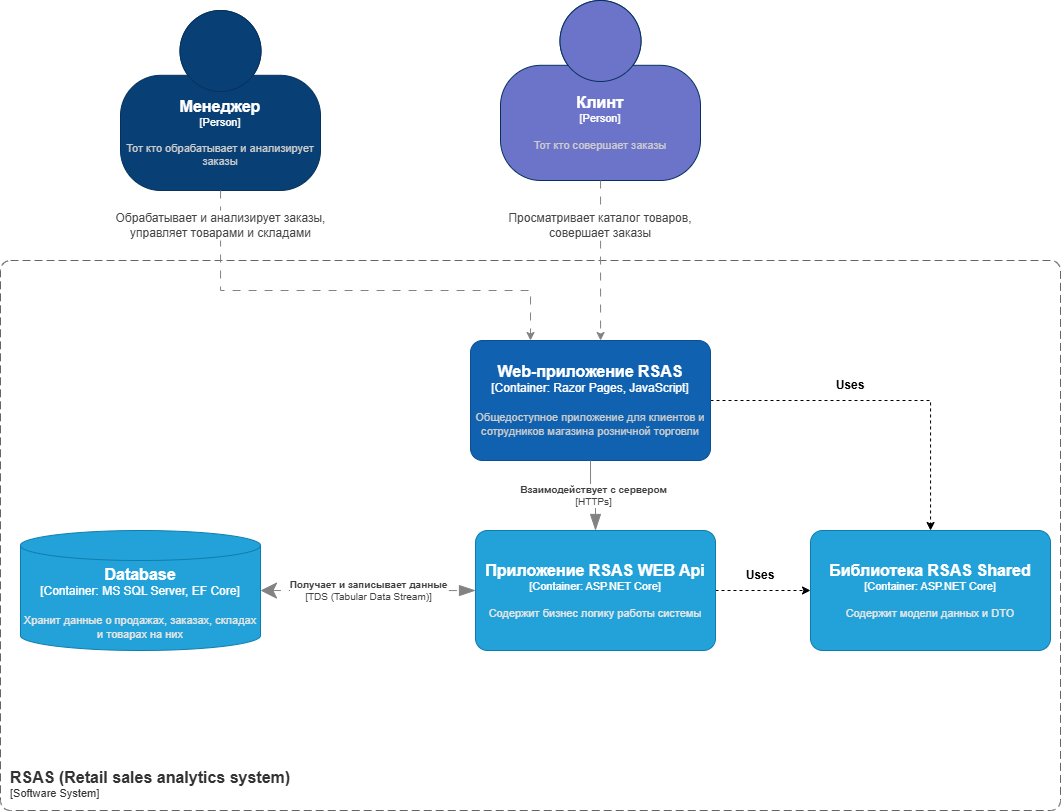 Менеджер
[Person]
Тот кто обрабатывает и анализирует
заказы
Клинт
[Person]
Тот кто совершает заказы
Обрабатывает и анализирует заказы,
управляет товарами и складами
Просматривает каталог товаров,
совершает заказы
Web-приложение RSAS
[Container: Razor Pages, JavaScript]
Общедоступное приложение для клиентов и
сотрудников магазина розничной торговли
Uses
Взаимодействует с сервером
[HTTPs]
Database
[Container: MS SQL Server, EF Core]
Хранит данные о продажах, заказах, складах
и товарах на них
Получает и записывает данные
[TDS (Tabular Data Stream)]
Приложение RSAS WEB Api
[Container: ASP.NET Core]
Содержит бизнес логику работы системы
Uses
Библиотека RSAS Shared
[Container: ASP.NET Core]
Содержит модели данных и DTO
RSAS (Retail sales analytics system)
[Software System]